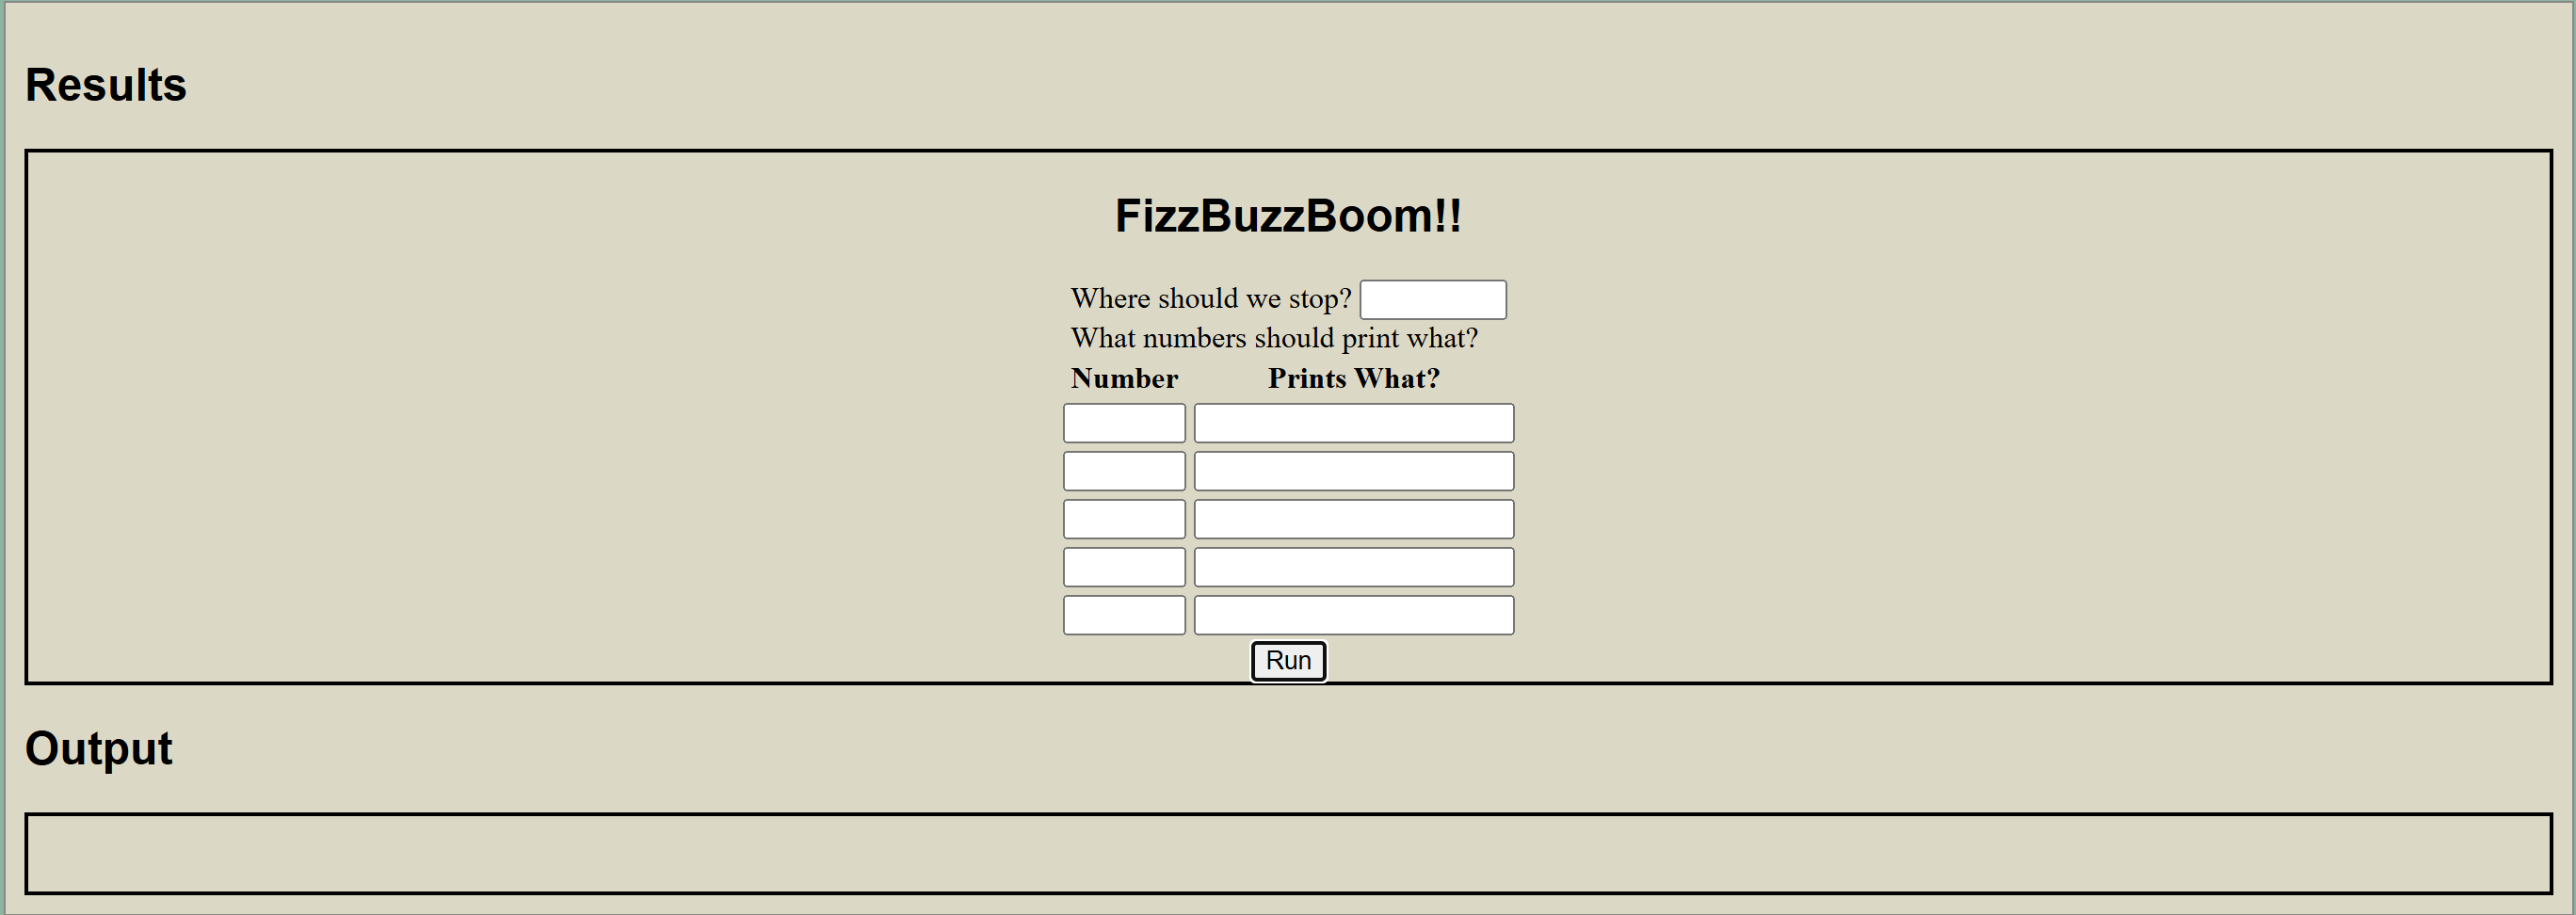 Results
FizzBuzzBoom!!
Where should we stop?
What numbers should print what?
Number Prints What?
Run
Output